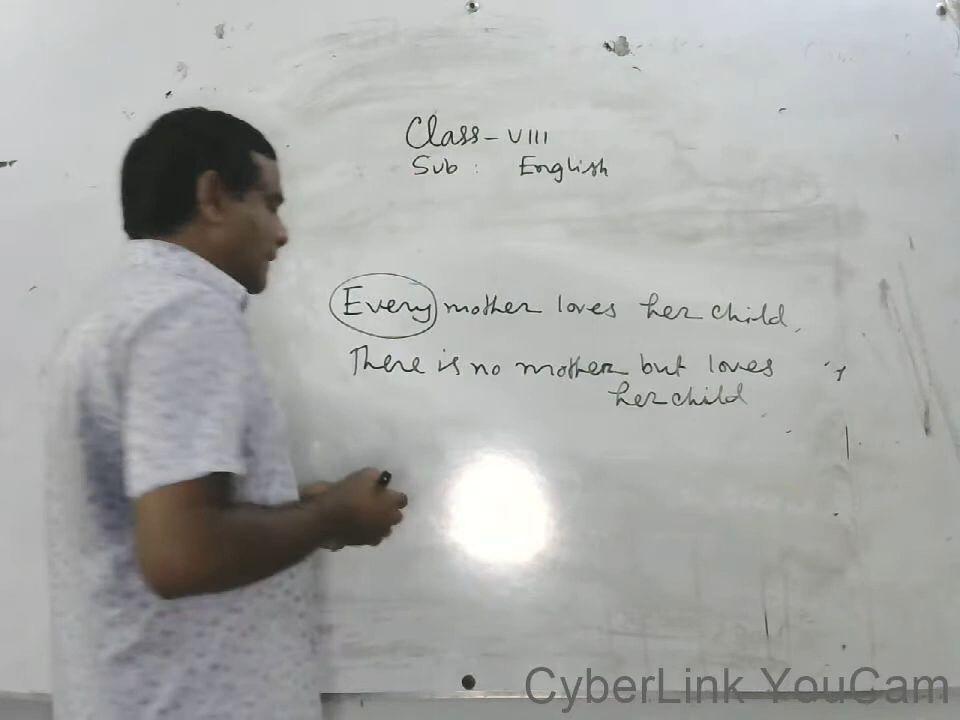 Class - VIII
Sub : English
Every mother loves her child.
There is no mother but loves
her child
CyberLink YouCam